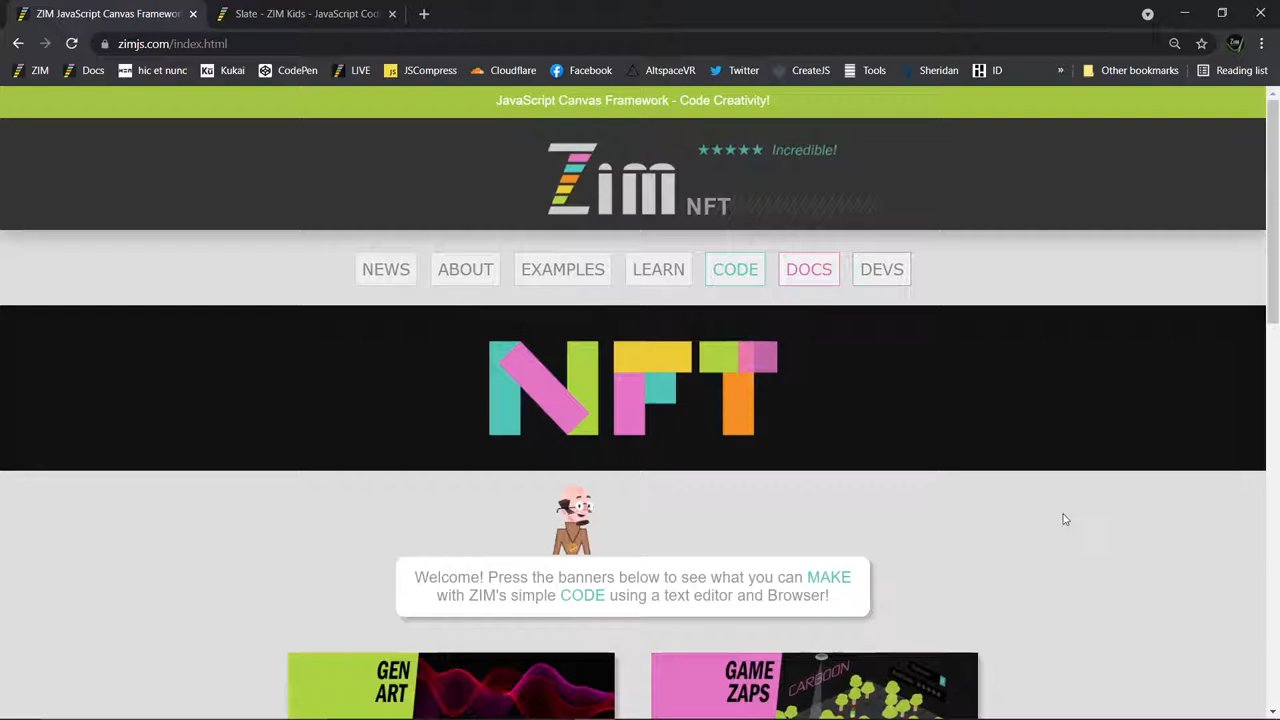 ZIM JavaScript Canvas Framewor
Slate - ZIM Kids - JavaScript Cod
zimjs.com/index.html
ZIM
Docs
hic et nunc
Kukai
CodePen
LIVE
JSCompress
Cloudflare
Facebook
AltspaceVR
Twitter
CreateJS
Tools
Sheridan
ID
»
Other bookmarks
Reading list
JavaScript Canvas Framework - Code Creativity!
Zim
★★★★★ Incredible!
NFT
NEWS
ABOUT
EXAMPLES
LEARN
CODE
DOCS
DEVS
NFT
Welcome! Press the banners below to see what you can MAKE
with ZIM's simple CODE using a text editor and Browser!
GEN
ART
GAME
ZAPS
CARBOON